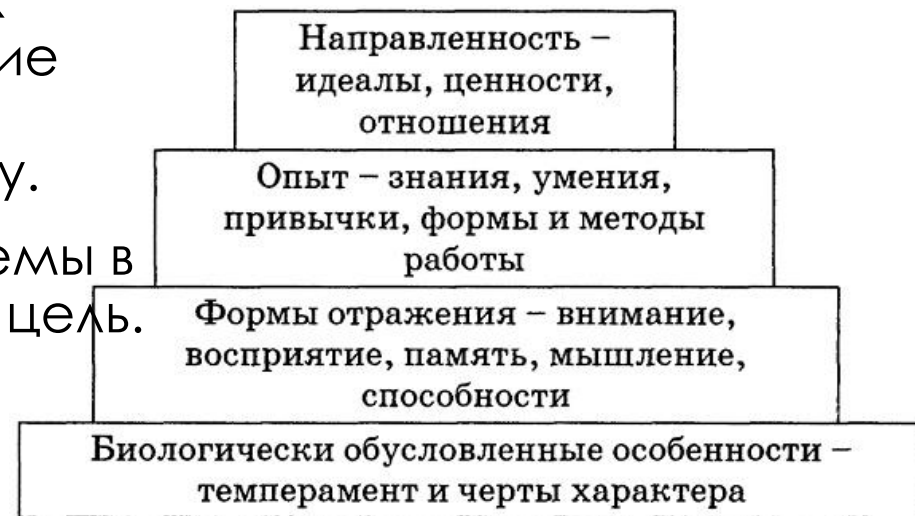 Направленность –
идеалы, ценности,
отношения
Опыт – знания, умения,
привычки, формы и методы
работы
цель.
Формы отражения – внимание,
восприятие, память, мышление,
способности
Биологически обусловленные особенности –
темперамент и черты характера